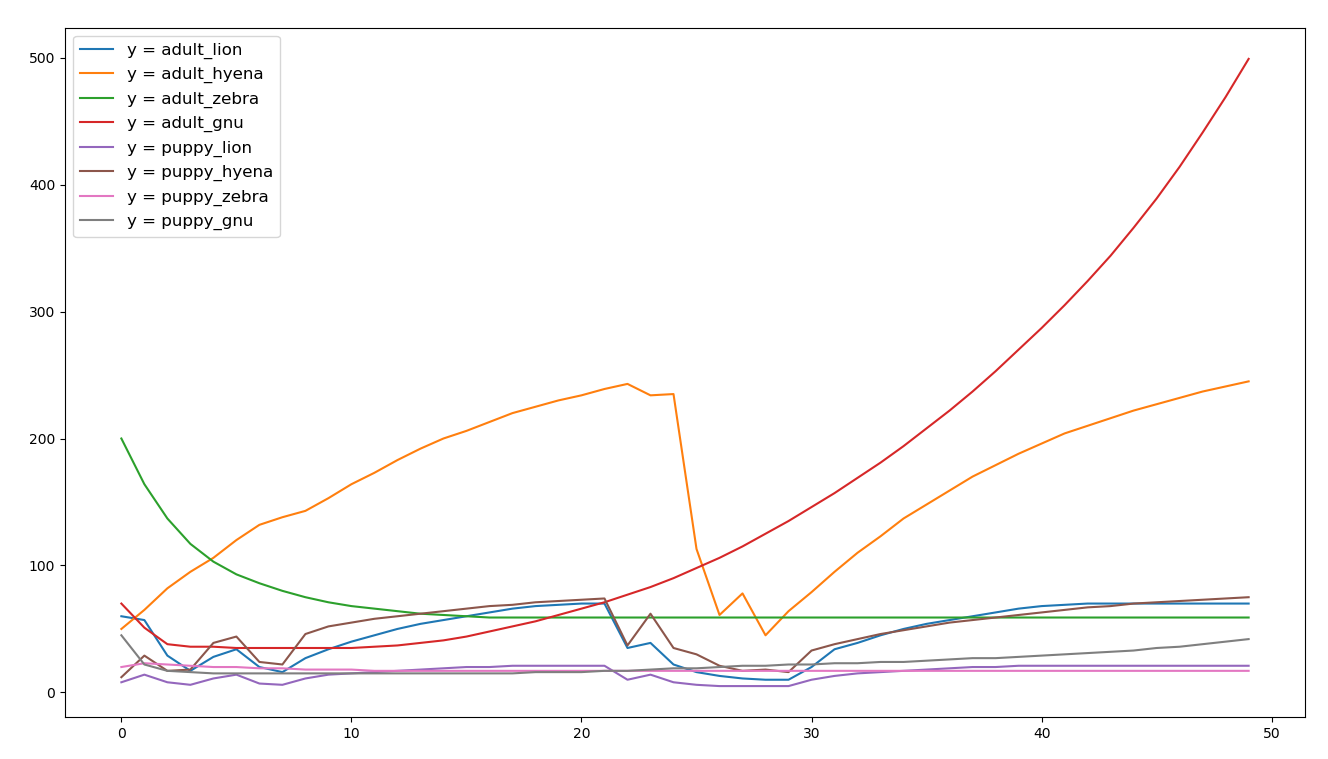 y = adult_lion
y = adult_hyena
y = adult_zebra
y = adult_gnu
y = puppy_lion
y = puppy_hyena
y = puppy_zebra
y = puppy_gnu
500
400
300
200
100
0
0 10 20 30 40 50